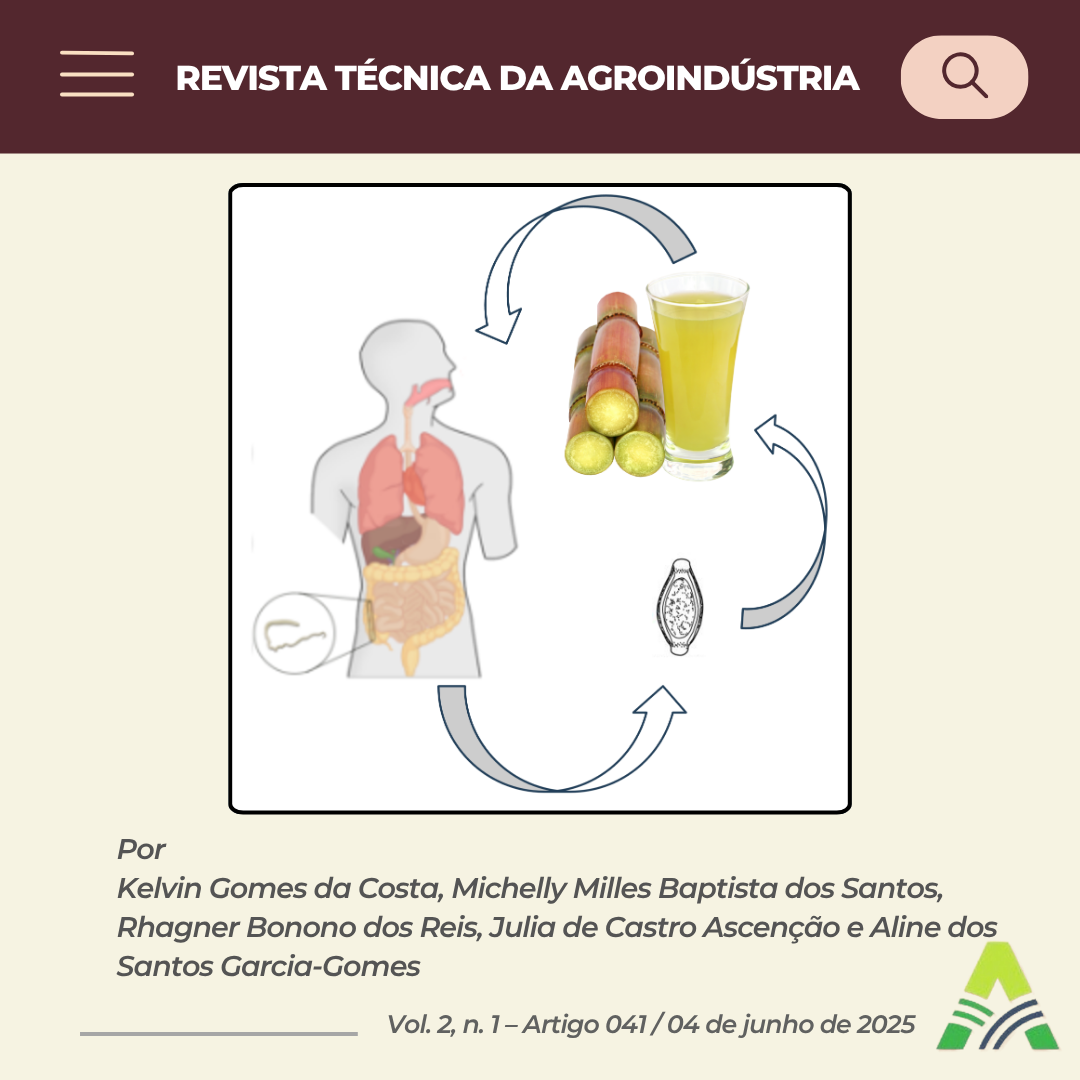 REVISTA TÉCNICA DA AGROINDÚSTRIA
Por
Kelvin Gomes da Costa, Michelly Milles Baptista dos Santos,
Rhagner Bonono dos Reis, Julia de Castro Ascenção e Aline dos
Santos Garcia-Gomes
Vol. 2, n. 1 – Artigo 041 / 04 de junho de 2025